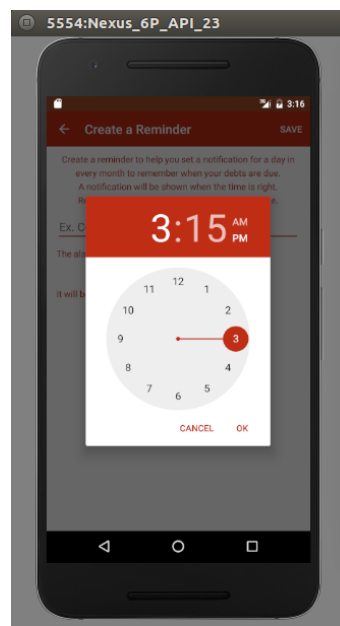 5554:Nexus_6P_API_23
3:16
Create a Reminder
SAVE
Create a reminder to help you set a notification for a day in
every month to remember when your debts are due.
A notification will be shown when the time is right.
3:15
AM
PM
Ex.
The
It will
12
1
2
3
4
5
6
7
8
9
10
11
CANCEL
OK